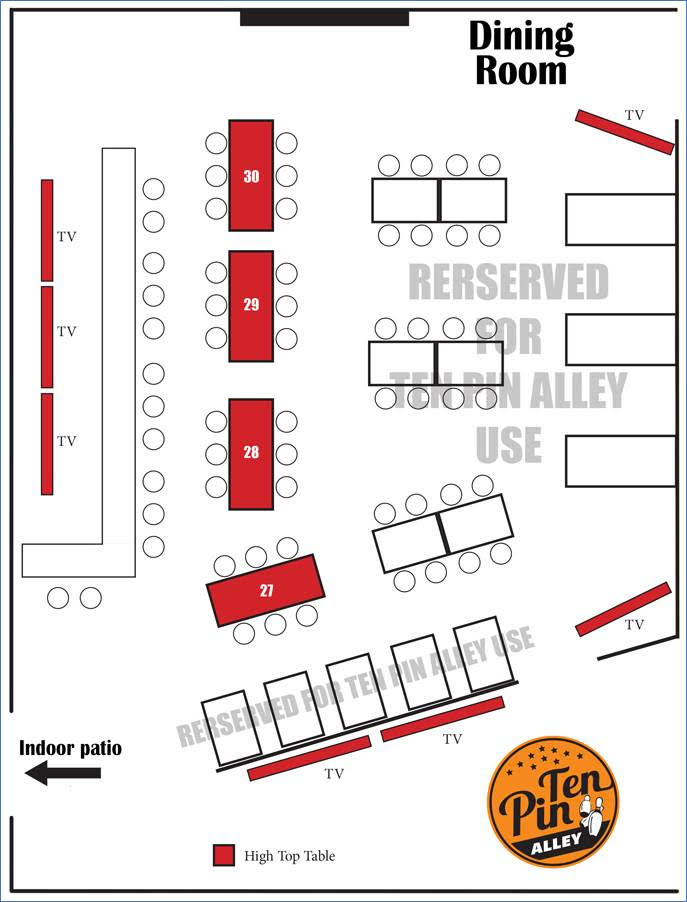 Dining
Room
TV
30
TV
RERSERVED
29
FOR
TV
TEN PIN ALLEY
TV
28
USE
27
TV
RERSERVED FOR TEN PIN ALLEY USE
Indoor patio
TV
TV
Ten
Pin
ALLEY
High Top Table